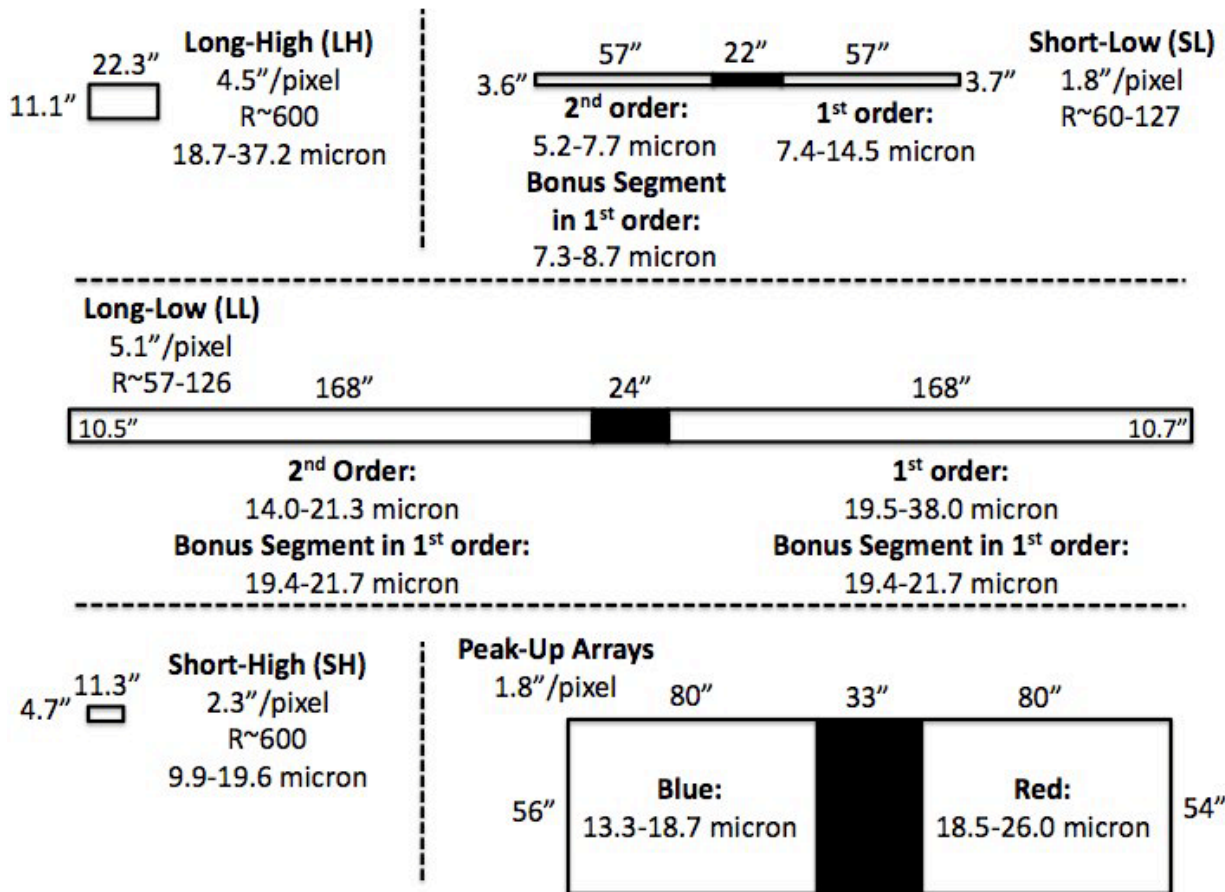 Long-High (LH)
22.3”
4.5”/pixel
11.1”
R~600
18.7-37.2 micron
57” 22” 57”
Short-Low (SL)
3.6”
3.7”
1.8”/pixel
R~60-127
2nd order:
5.2-7.7 micron
Bonus Segment
in 1st order:
7.3-8.7 micron
1st order:
7.4-14.5 micron
Long-Low (LL)
5.1”/pixel
R~57-126
168” 24” 168”
10.5” 10.7”
2nd Order:
14.0-21.3 micron
Bonus Segment in 1st order:
19.4-21.7 micron
1st order:
19.5-38.0 micron
Bonus Segment in 1st order:
19.4-21.7 micron
Short-High (SH)
11.3”
2.3”/pixel
4.7”
R~600
9.9-19.6 micron
Peak-Up Arrays
1.8”/pixel
80” 33” 80”
56”
Blue:
13.3-18.7 micron
Red:
18.5-26.0 micron
54”